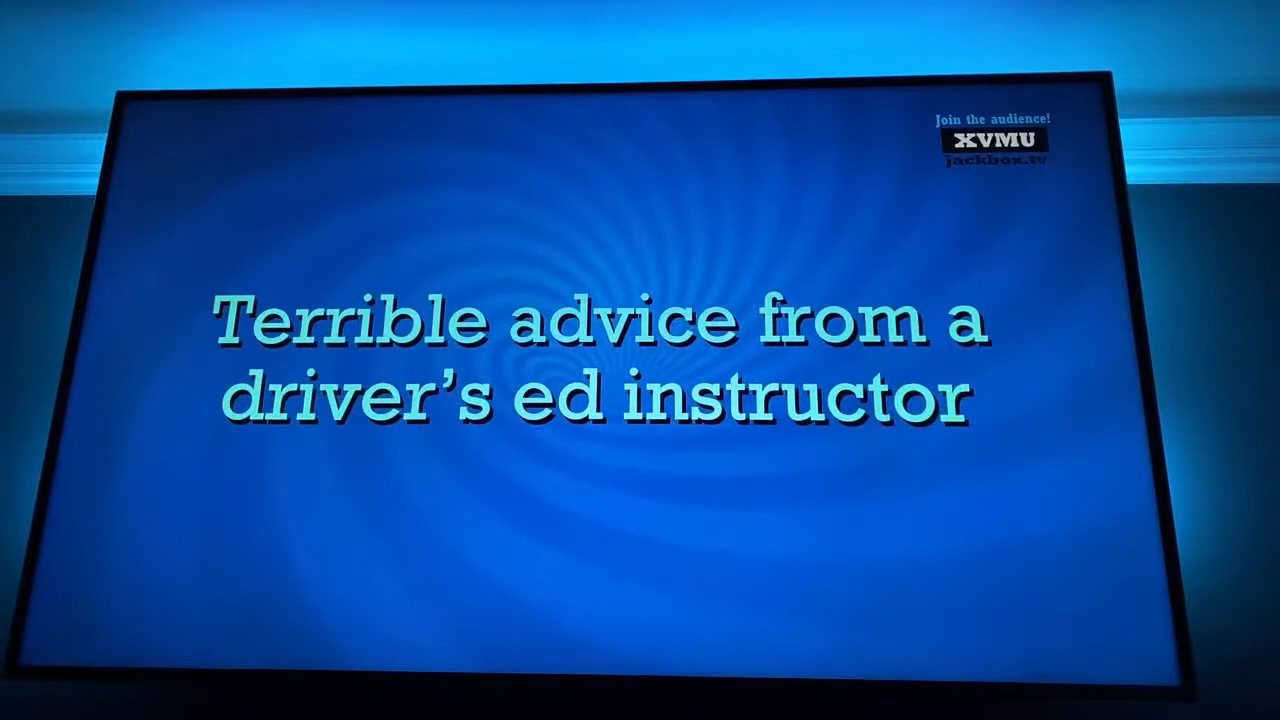 Join the audience!
XVMU
jackbox.tv
Terrible advice from a
driver's ed instructor